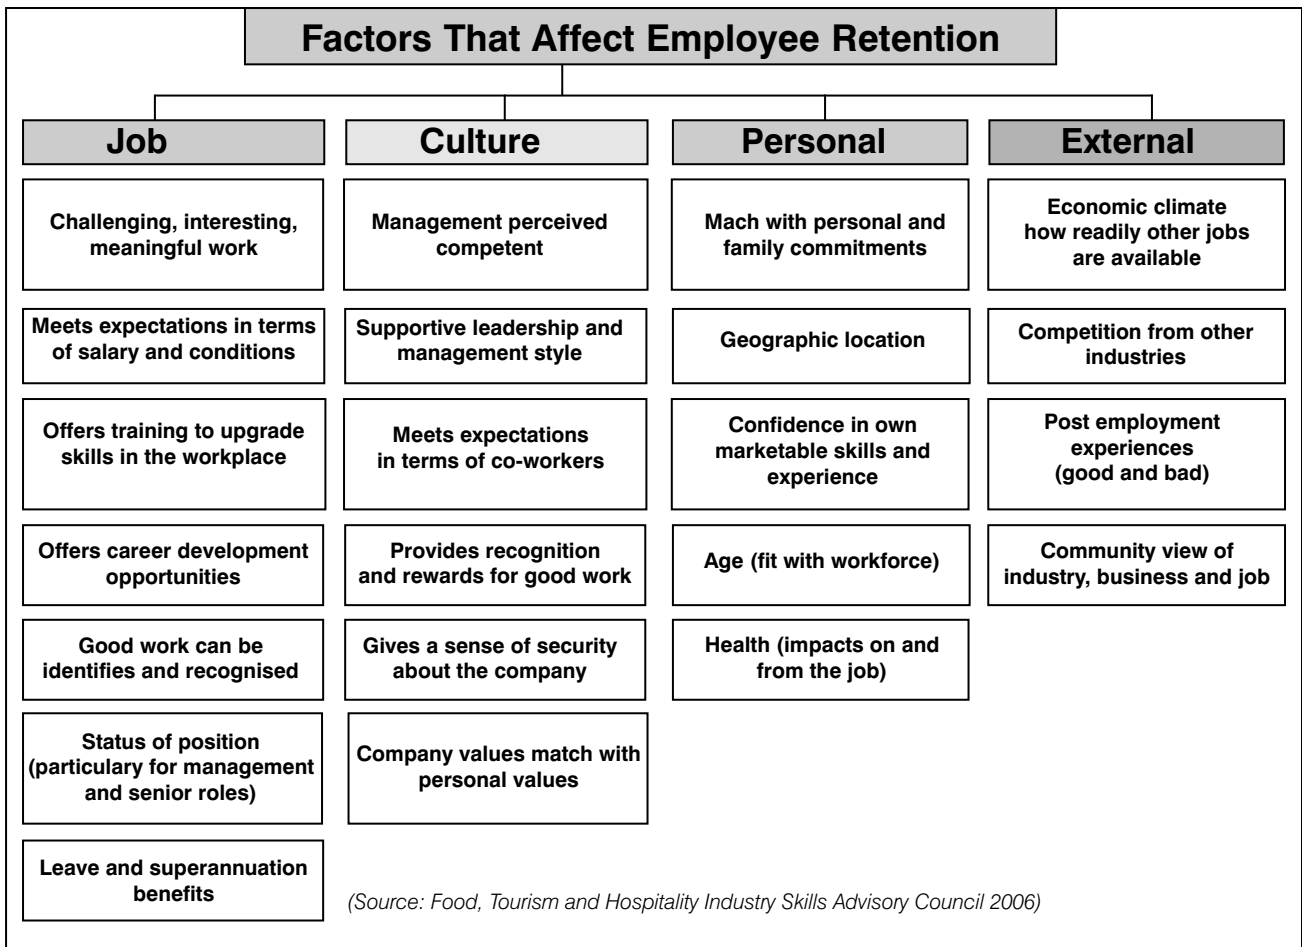 Factors That Affect Employee Retention
Job
Challenging, interesting,
meaningful work
Meets expectations in terms
of salary and conditions
Offers training to upgrade
skills in the workplace
Offers career development
opportunities
Good work can be
identifies and recognised
Status of position
(particulary for management
and senior roles)
Leave and superannuation
benefits
Culture
Management perceived
competent
Supportive leadership and
management style
Meets expectations
in terms of co-workers
Provides recognition
and rewards for good work
Gives a sense of security
about the company
Company values match with
personal values
Personal
Mach with personal and
family commitments
Geographic location
Confidence in own
marketable skills and
experience
Age (fit with workforce)
Health (impacts on and
from the job)
External
Economic climate
how readily other jobs
are available
Competition from other
industries
Post employment
experiences
(good and bad)
Community view of
industry, business and job
(Source: Food, Tourism and Hospitality Industry Skills Advisory Council 2006)